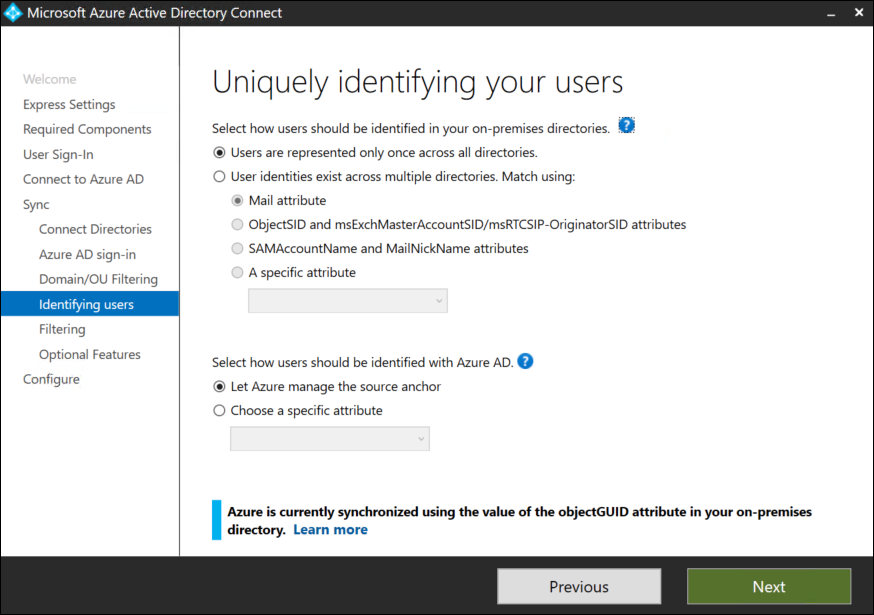 Microsoft Azure Active Directory Connect
Welcome
Express Settings
Required Components
User Sign-In
Connect to Azure AD
Sync
Connect Directories
Azure AD sign-in
Domain/OU Filtering
Identifying users
Filtering
Optional Features
Configure
Uniquely identifying your users
Select how users should be identified in your on-premises directories. ?
Users are represented only once across all directories.
User identities exist across multiple directories. Match using:
Mail attribute
ObjectSID and msExchMasterAccountSID/msRTCSIP-OriginatorSID attributes
SAMAccountName and MailNickName attributes
A specific attribute
Select how users should be identified with Azure AD. ?
Let Azure manage the source anchor
Choose a specific attribute
Azure is currently synchronized using the value of the objectGUID attribute in your on-premises
directory. Learn more
Previous
Next